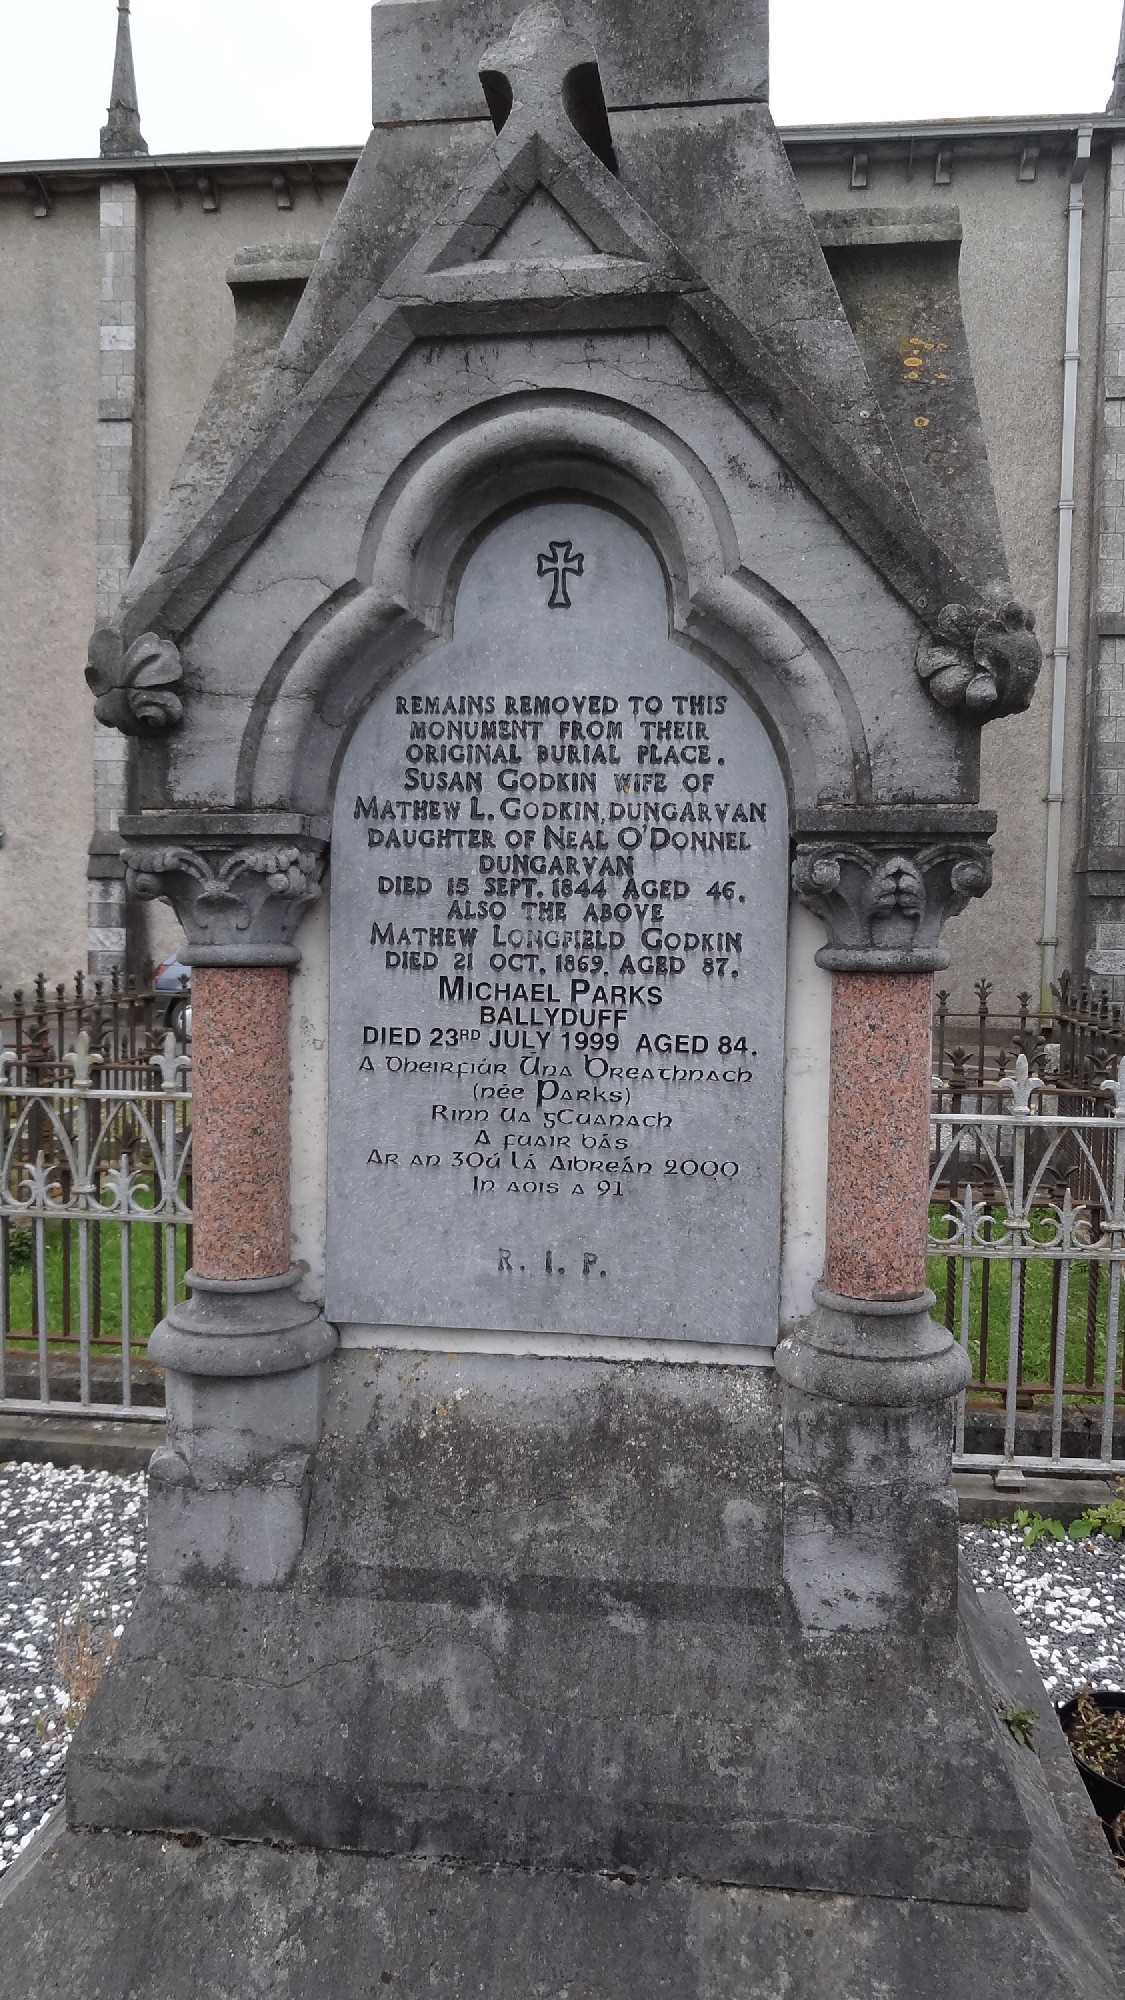 REMAINS REMOVED TO THIS
MONUMENT FROM THEIR
ORIGINAL BURIAL PLACE.
SUSAN GODKIN WIFE OF
MATHEW L. GODKIN, DUNGARVAN
DAUGHTER OF NEAL O'DONNEL
DUNGARVAN
DIED 15 SEPT. 1844 AGED 46.
ALSO THE ABOVE
MATHEW LONGFIELD GODKIN
DIED 21 OCT. 1869. AGED 87.
MICHAEL PARKS
BALLYDUFF
DIED 23RD JULY 1999 AGED 84.
A Dheirfiúr Úna Breathnach
(née Parks)
Rinn Ua gCuanach
A fuair bás
Ar an 30ú lá Aibreán 2000
In aois a 91
R. I. P.